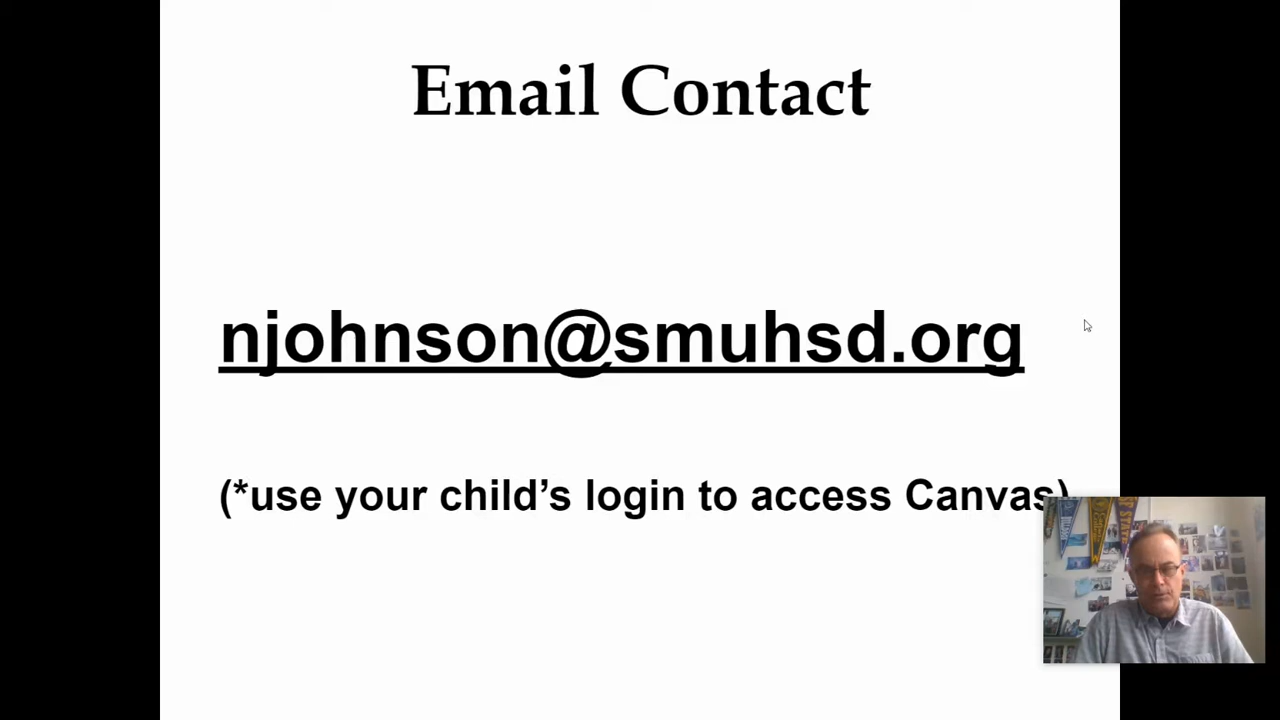 Email Contact
njohnson@smuhsd.org
(*use your child’s login to access Canvas)